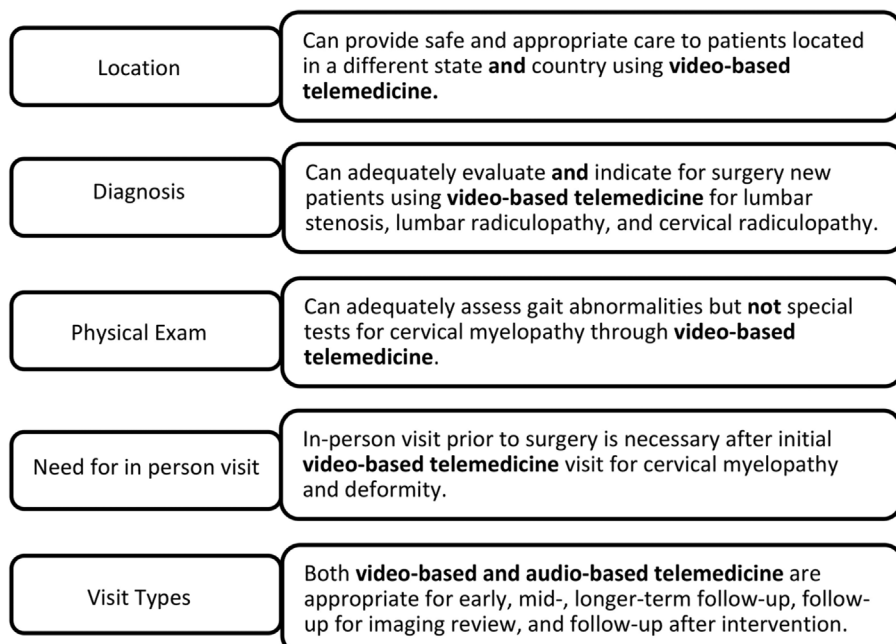 Location
Can provide safe and appropriate care to patients located
in a different state and country using video-based
telemedicine.
Diagnosis
Can adequately evaluate and indicate for surgery new
patients using video-based telemedicine for lumbar
stenosis, lumbar radiculopathy, and cervical radiculopathy.
Physical Exam
Can adequately assess gait abnormalities but not special
tests for cervical myelopathy through video-based
telemedicine.
Need for in person visit
In-person visit prior to surgery is necessary after initial
video-based telemedicine visit for cervical myelopathy
and deformity.
Visit Types
Both video-based and audio-based telemedicine are
appropriate for early, mid-, longer-term follow-up, follow-
up for imaging review, and follow-up after intervention.